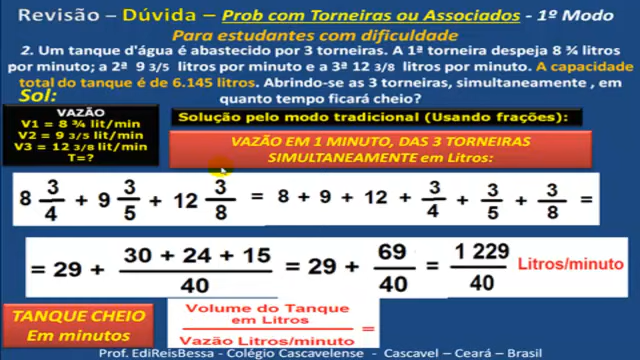 Revisão – Dúvida – Prob com Torneiras ou Associados - 1º Modo
Para estudantes com dificuldade
2. Um tanque d'água é abastecido por 3 torneiras. A 1ª torneira despeja 8 ¾ litros
por minuto; a 2ª 9 3/5 litros por minuto e a 3ª 12 3/8 litros por minuto. A capacidade
total do tanque é de 6.145 litros. Abrindo-se as 3 torneiras, simultaneamente , em
quanto tempo ficará cheio?
Sol:
VAZÃO
V1 = 8 ¾ lit/min
V2 = 9 3/5 lit/min
V3 = 12 3/8 lit/min
T=?
Solução pelo modo tradicional (Usando frações):
VAZÃO EM 1 MINUTO, DAS 3 TORNEIRAS
SIMULTANEAMENTE em Litros:
8 3/4 + 9 3/5 + 12 3/8 = 8 + 9 + 12 + 3/4 + 3/5 + 3/8 =
= 29 + (30 + 24 + 15)/40 = 29 + 69/40 = 1 229/40 Litros/minuto
TANQUE CHEIO
Em minutos
Volume do Tanque
em Litros
Vazão Litros/minuto =
Prof. EdiReisBessa - Colégio Cascavelense - Cascavel – Ceará – Brasil